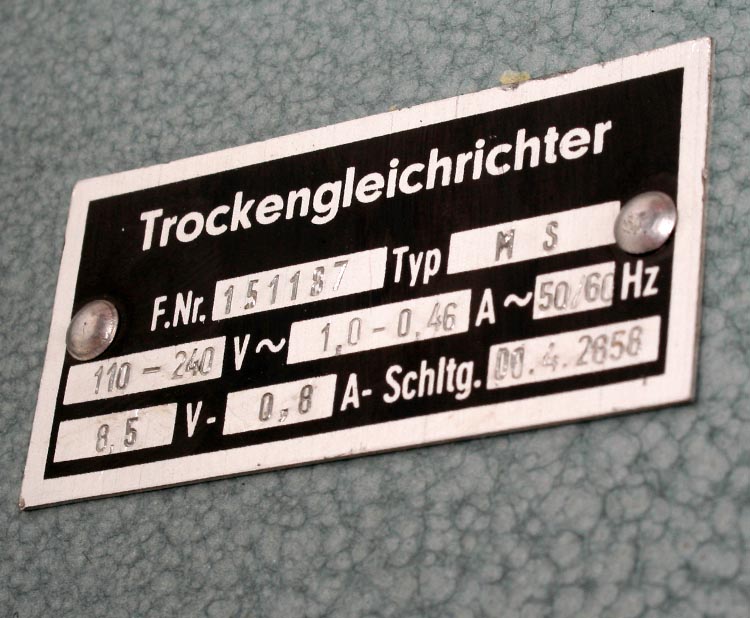 Trockengleichrichter
F.Nr. 151187 Typ M S
110 - 240 V~ 1,0 - 0,46 A~ 50/60 Hz
8,5 V- 0,8 A- Schltg. 00.4.2658